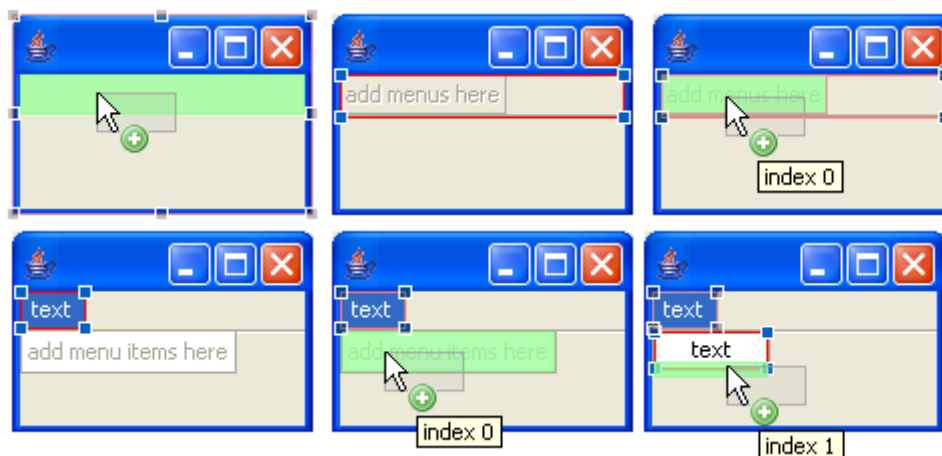 add menus here
add menus here
index 0
text
add menu items here
text
add menu items here
index 0
text
text
index 1